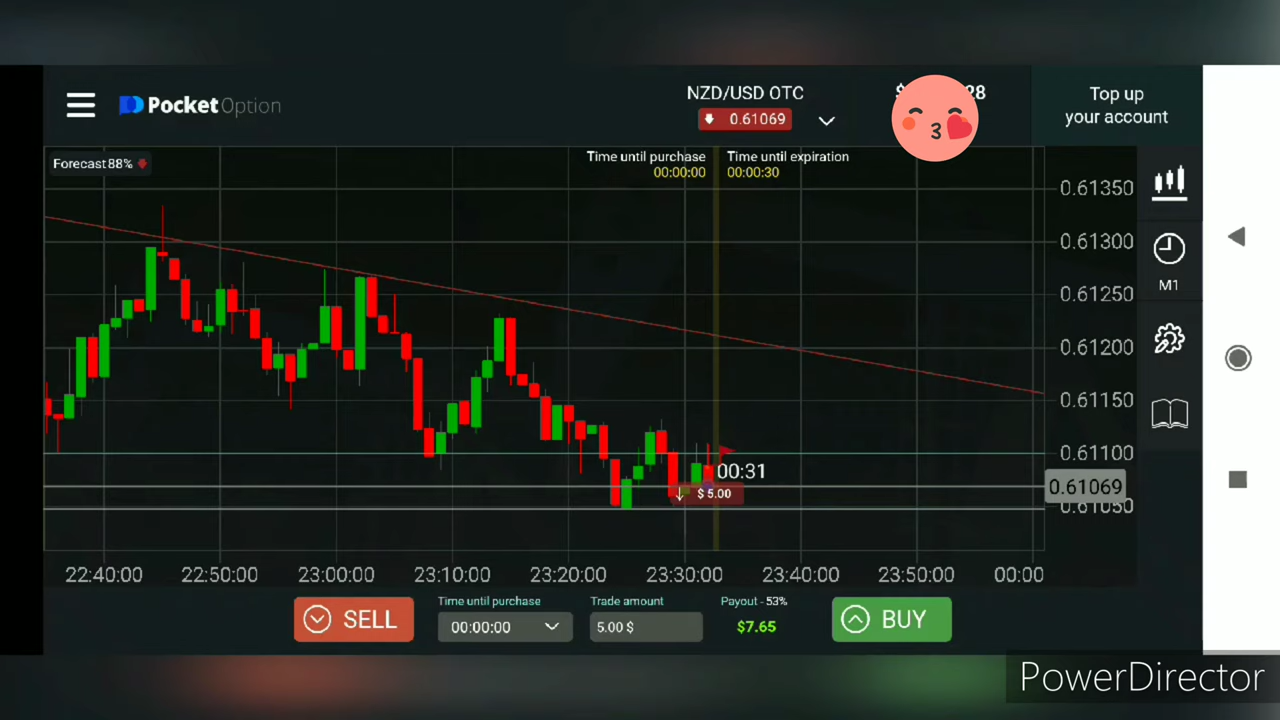 PocketOption
NZD/USD OTC
0.61069
28
Top up
your account
Forecast 88%
Time until purchase
00:00:00
Time until expiration
00:00:30
0.61350
0.61300
0.61250
0.61200
0.61150
0.61100
0.61069
0.61050
M1
00:31
$ 5.00
22:40:00
22:50:00
23:00:00
23:10:00
23:20:00
23:30:00
23:40:00
23:50:00
00:00
SELL
Time until purchase
00:00:00
Trade amount
5.00 $
Payout - 53%
$7.65
BUY
PowerDirector